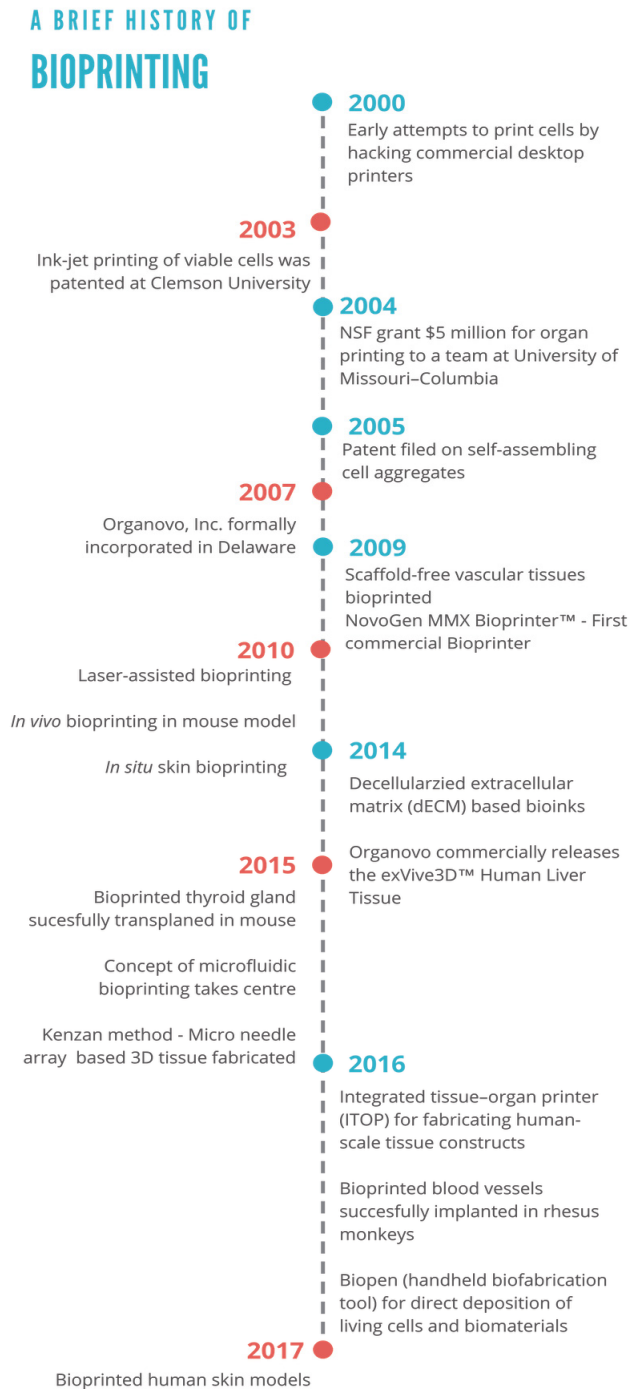 A BRIEF HISTORY OF
BIOPRINTING
2000
Early attempts to print cells by
hacking commercial desktop
printers
2003
Ink-jet printing of viable cells was
patented at Clemson University
2004
NSF grant $5 million for organ
printing to a team at University of
Missouri–Columbia
2005
Patent filed on self-assembling
cell aggregates
2007
Organovo, Inc. formally
incorporated in Delaware
2009
Scaffold-free vascular tissues
bioprinted
NovoGen MMX Bioprinter™ - First
commercial Bioprinter
2010
Laser-assisted bioprinting
In vivo bioprinting in mouse model
In situ skin bioprinting
2014
Decellularzied extracellular
matrix (dECM) based bioinks
Organovo commercially releases
the exVive3D™ Human Liver
Tissue
2015
Bioprinted thyroid gland
sucesfully transplaned in mouse
Concept of microfluidic
bioprinting takes centre
Kenzan method - Micro needle
array based 3D tissue fabricated
2016
Integrated tissue–organ printer
(ITOP) for fabricating human-
scale tissue constructs
Bioprinted blood vessels
succesfully implanted in rhesus
monkeys
Biopen (handheld biofabrication
tool) for direct deposition of
living cells and biomaterials
2017
Bioprinted human skin models